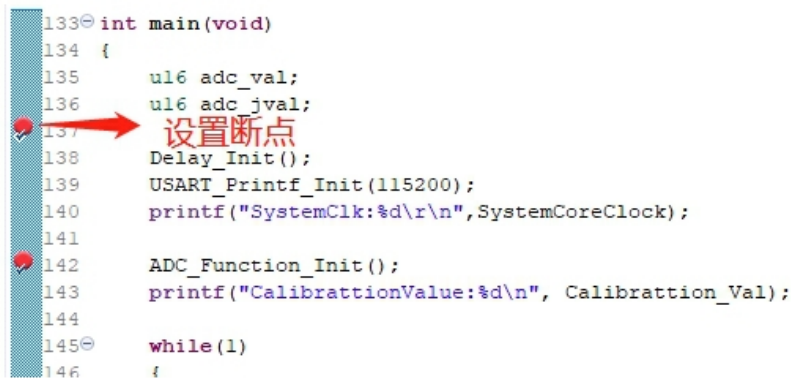 133 int main(void)
134 {
135 u16 adc_val;
136 u16 adc_jval;
137 设置断点
138 Delay_Init();
139 USART_Printf_Init(115200);
140 printf("SystemClk:%d\r\n",SystemCoreClock);
141
142 ADC_Function_Init();
143 printf("CalibrattionValue:%d\n", Calibrattion_Val);
144
145 while(1)
146 {